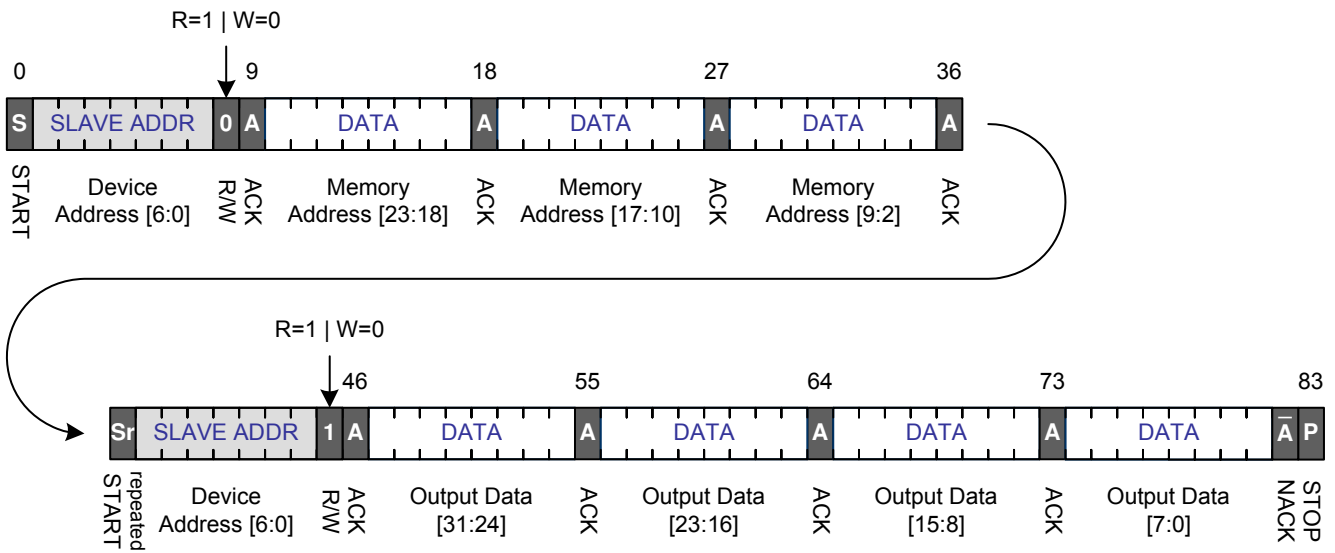 R=1 | W=0
0 9 18 27 36
S SLAVE ADDR 0 A DATA A DATA A DATA A
START Device Address [6:0] R/W ACK Memory Address [23:18] ACK Memory Address [17:10] ACK Memory Address [9:2] ACK
R=1 | W=0
46 55 64 73 83
Sr SLAVE ADDR 1 A DATA A DATA A DATA A DATA A̅ P
repeated START Device Address [6:0] R/W ACK Output Data [31:24] ACK Output Data [23:16] ACK Output Data [15:8] ACK Output Data [7:0] NACK STOP